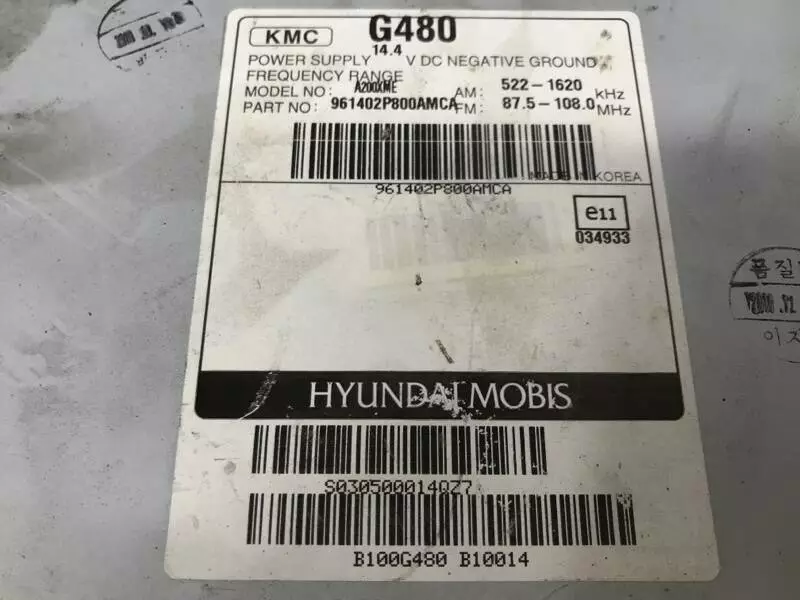 KMC G480
POWER SUPPLY 14.4 V DC NEGATIVE GROUND
FREQUENCY RANGE
MODEL NO: A200XME AM: 522-1620 kHz
PART NO: 961402P800AMCA FM: 87.5-108.0 MHz
MADE IN KOREA
961402P800AMCA
e11
034933
품질
HYUNDAI MOBIS
S030500014QZ7
B100G480 B10014